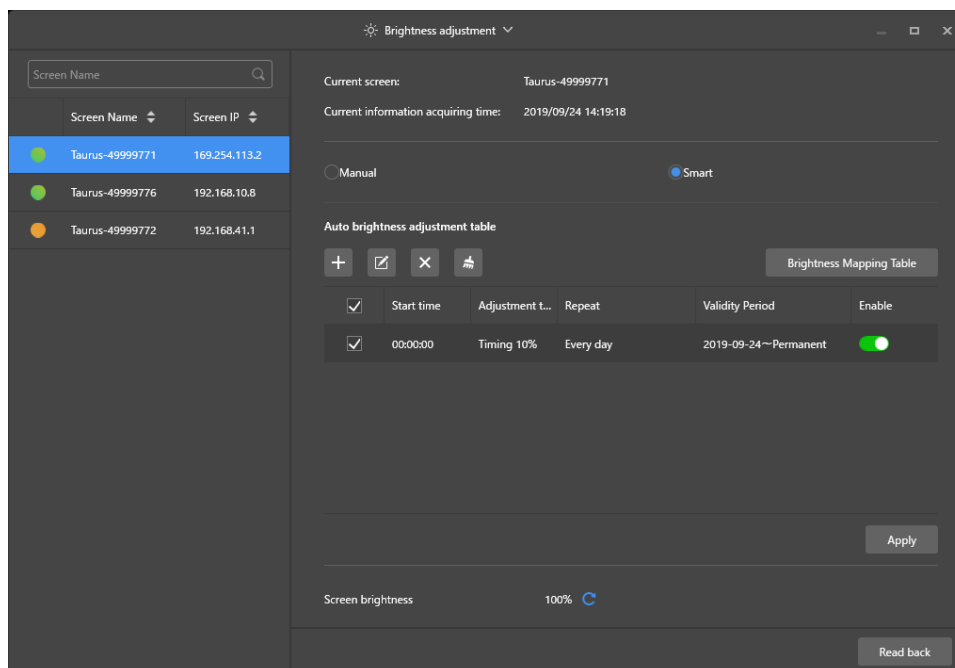 Brightness adjustment
Screen Name
Screen Name Screen IP
Taurus-49999771 169.254.113.2
Taurus-49999776 192.168.10.8
Taurus-49999772 192.168.41.1
Current screen: Taurus-49999771
Current information acquiring time: 2019/09/24 14:19:18
Manual Smart
Auto brightness adjustment table
Brightness Mapping Table
Start time Adjustment t... Repeat Validity Period Enable
00:00:00 Timing 10% Every day 2019-09-24~Permanent
Apply
Screen brightness 100%
Read back